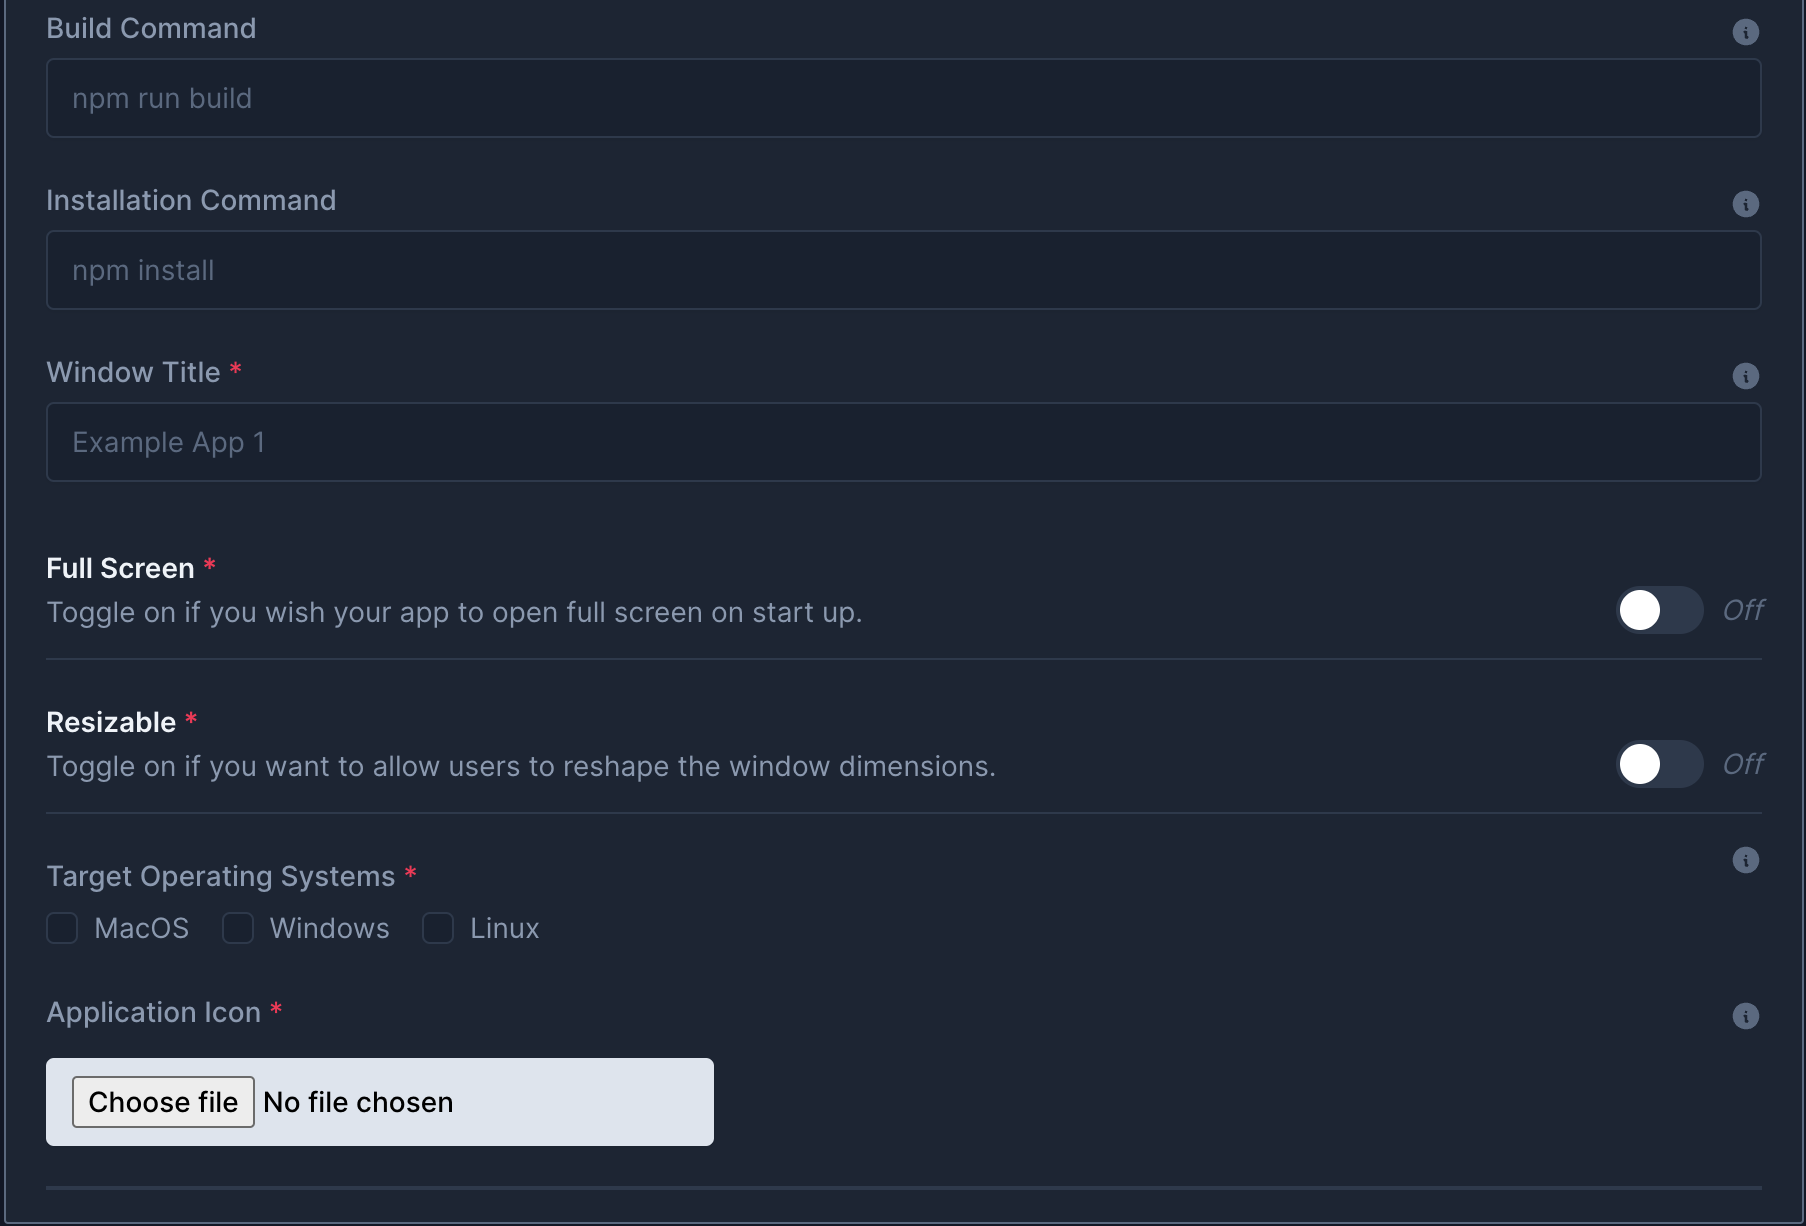 Build Command
npm run build
Installation Command
npm install
Window Title *
Example App 1
Full Screen *
Toggle on if you wish your app to open full screen on start up.
Off
Resizable *
Toggle on if you want to allow users to reshape the window dimensions.
Off
Target Operating Systems *
MacOS Windows Linux
Application Icon *
Choose file No file chosen